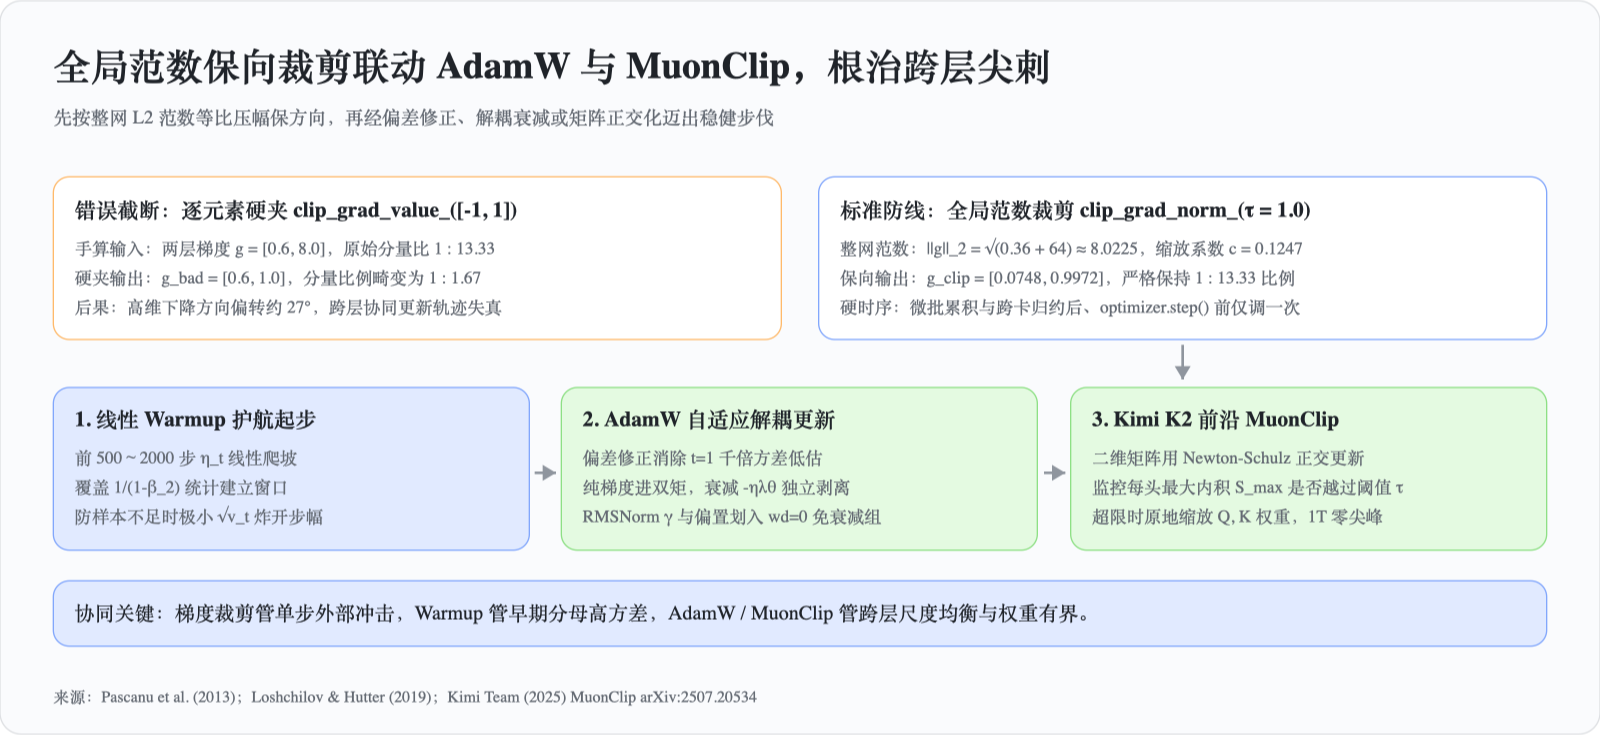 全局范数保向裁剪联动 AdamW 与 MuonClip，根治跨层尖刺
先按整网 L2 范数等比压幅保方向，再经偏差修正、解耦衰减或矩阵正交化迈出稳健步伐
错误截断：逐元素硬夹 clip_grad_value_([-1, 1])
手算输入：两层梯度 g = [0.6, 8.0]，原始分量比 1 : 13.33
硬夹输出：g_bad = [0.6, 1.0]，分量比例畸变为 1 : 1.67
后果：高维下降方向偏转约 27°，跨层协同更新轨迹失真
标准防线：全局范数裁剪 clip_grad_norm_(τ = 1.0)
整网范数：||g||_2 = √(0.36 + 64) ≈ 8.0225，缩放系数 c = 0.1247
保向输出：g_clip = [0.0748, 0.9972]，严格保持 1 : 13.33 比例
硬时序：微批累积与跨卡归约后、optimizer.step() 前仅调一次
1. 线性 Warmup 护航起步
前 500 ~ 2000 步 η_t 线性爬坡
覆盖 1/(1-β_2) 统计建立窗口
防样本不足时极小 √v_t 炸开步幅
2. AdamW 自适应解耦更新
偏差修正消除 t=1 千倍方差低估
纯梯度进双矩，衰减 -ηλθ 独立剥离
RMSNorm γ 与偏置划入 wd=0 免衰减组
3. Kimi K2 前沿 MuonClip
二维矩阵用 Newton-Schulz 正交更新
监控每头最大内积 S_max 是否越过阈值 τ
超限时原地缩放 Q, K 权重，1T 零尖峰
协同关键：梯度裁剪管单步外部冲击，Warmup 管早期分母高方差，AdamW / MuonClip 管跨层尺度均衡与权重有界。
来源：Pascanu et al. (2013)；Loshchilov & Hutter (2019)；Kimi Team (2025) MuonClip arXiv:2507.20534